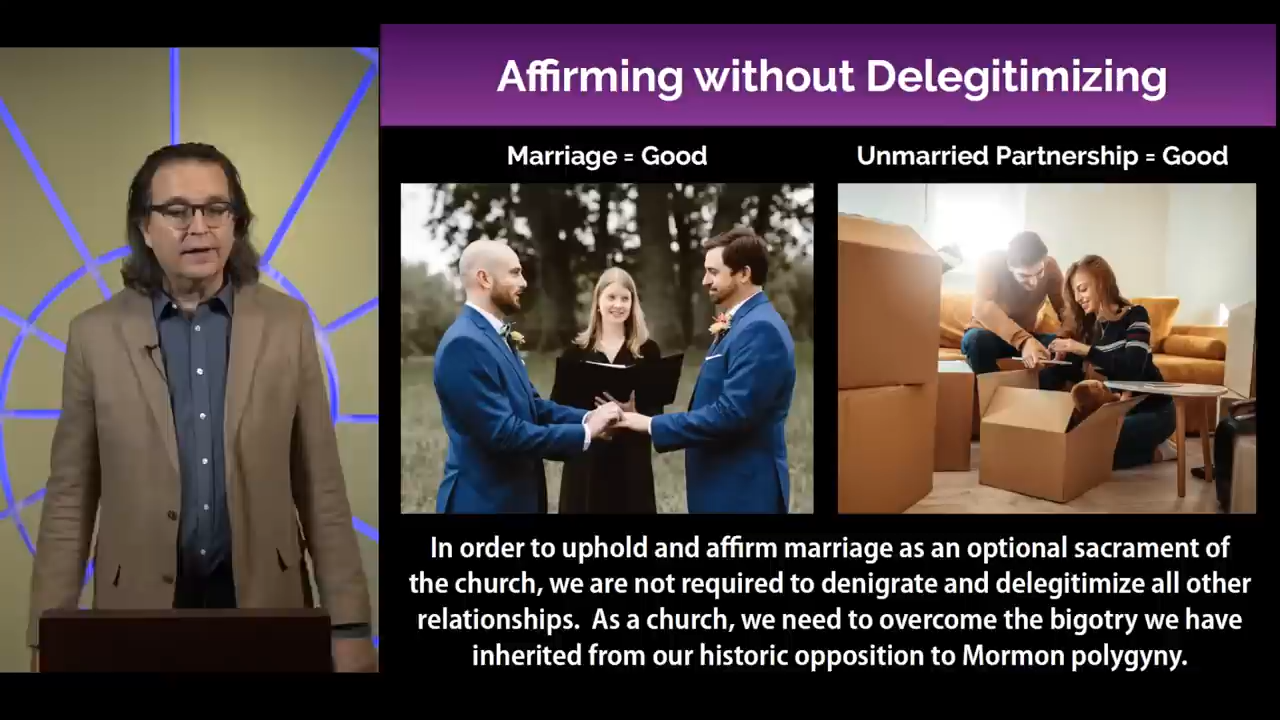 Affirming without Delegitimizing
Marriage = Good
Unmarried Partnership = Good
In order to uphold and affirm marriage as an optional sacrament of
the church, we are not required to denigrate and delegitimize all other
relationships.  As a church, we need to overcome the bigotry we have
inherited from our historic opposition to Mormon polygyny.